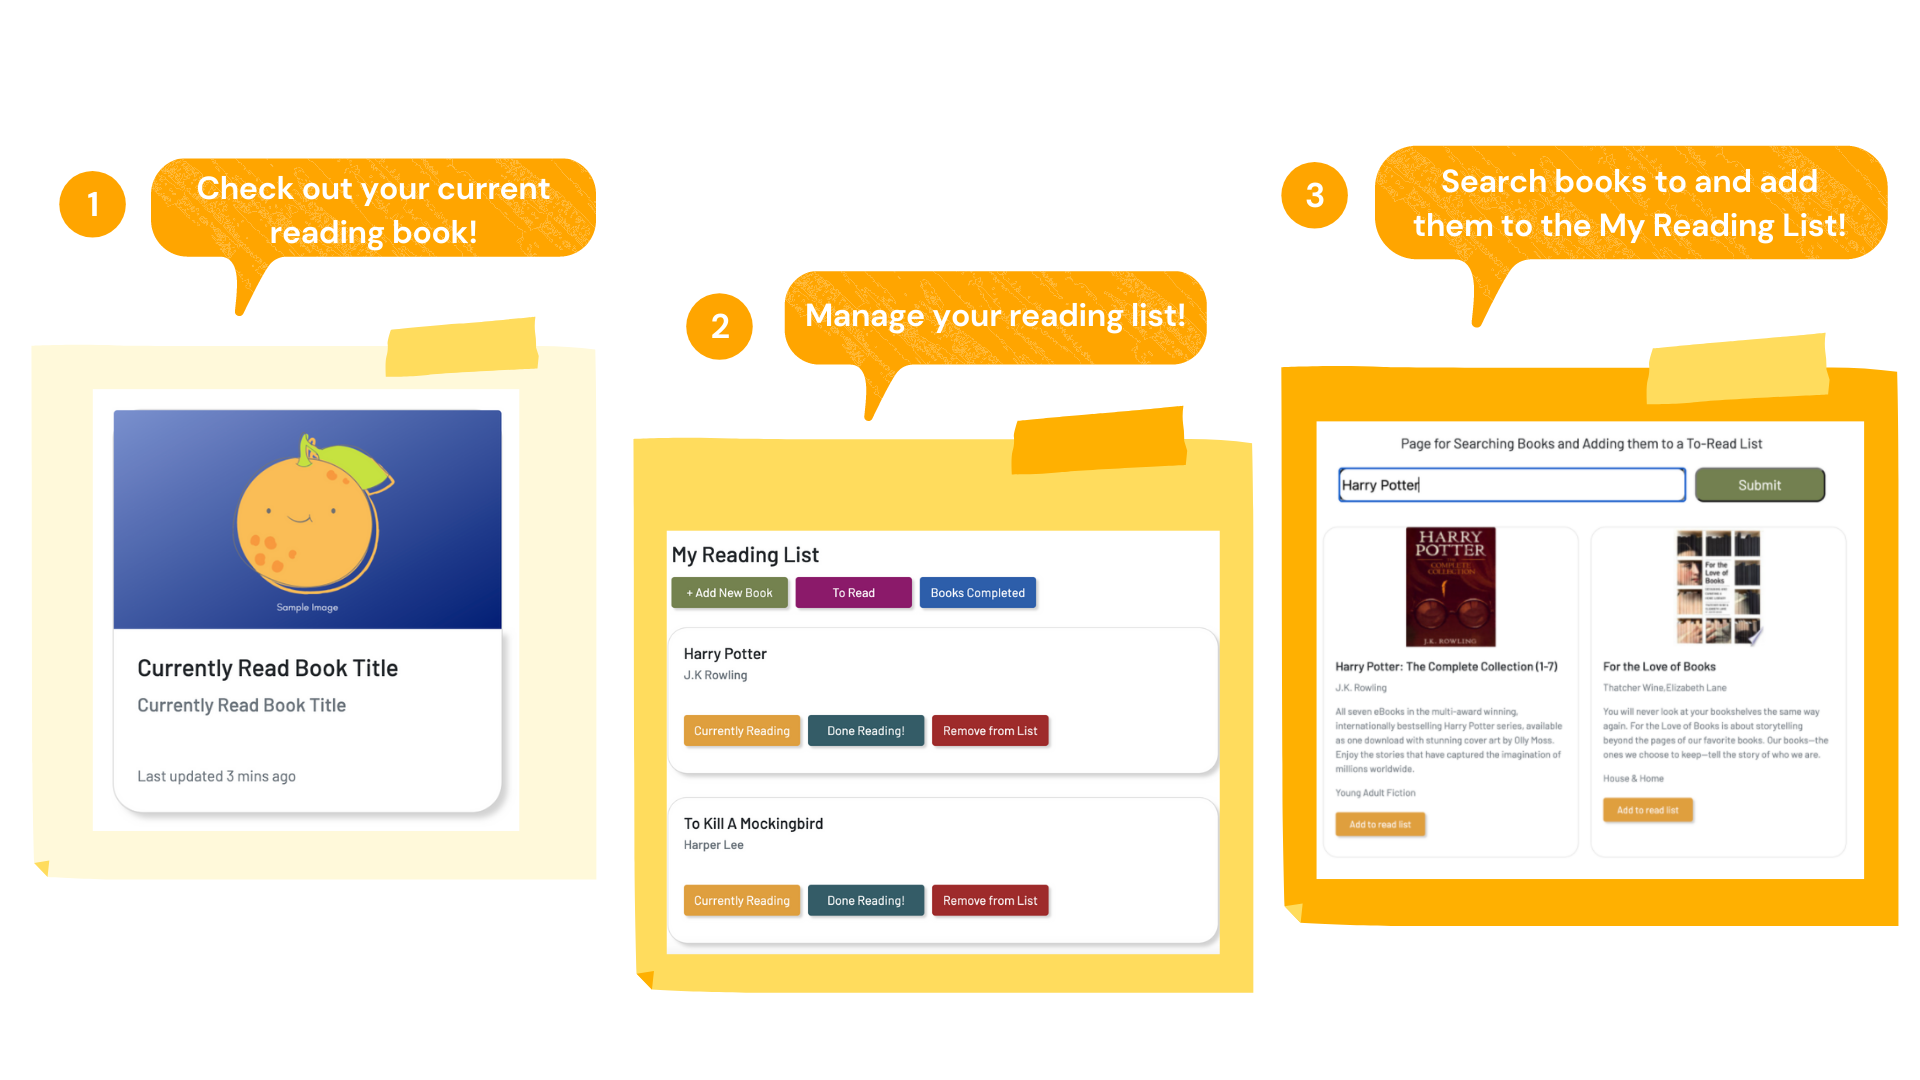 1
Check out your current
reading book!
Sample Image
Currently Read Book Title
Currently Read Book Title
Last updated 3 mins ago
2
Manage your reading list!
My Reading List
+ Add New Book
To Read
Books Completed
Harry Potter
J.K Rowling
Currently Reading
Done Reading!
Remove from List
To Kill A Mockingbird
Harper Lee
Currently Reading
Done Reading!
Remove from List
3
Search books to and add
them to the My Reading List!
Page for Searching Books and Adding them to a To-Read List
Harry Potter
Submit
HARRY
POTTER
COMPLETE
COLLECTION
J.K. ROWLING
Harry Potter: The Complete Collection (1-7)
J.K. Rowling
All seven eBooks in the multi-award winning,
internationally bestselling Harry Potter series, available
as one download with stunning cover art by Olly Moss.
Enjoy the stories that have captured the imagination of
millions worldwide.
Young Adult Fiction
Add to read list
For the
Love of
Books
For the Love of Books
Thatcher Wine,Elizabeth Lane
You will never look at your bookshelves the same way
again. For the Love of Books is about storytelling
beyond the pages of our favorite books. Our books—the
ones we choose to keep—tell the story of who we are.
House & Home
Add to read list